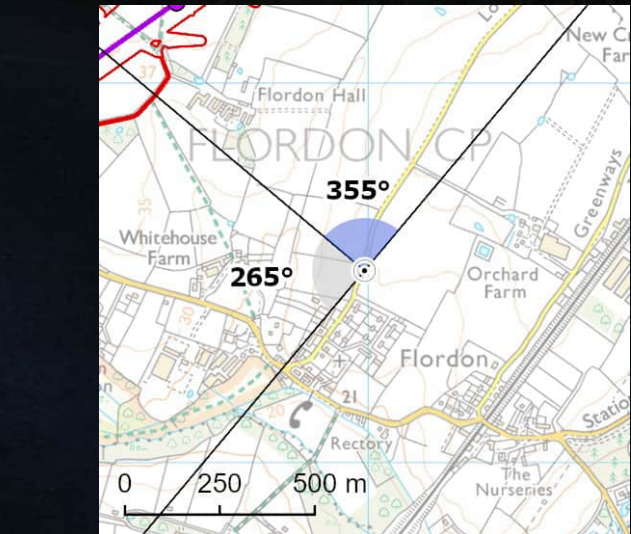 New C
Far
37
Flordon Hall
FLORDON CP
355°
35
Greenways
Whitehouse
Farm
265°
Orchard
Farm
30
Flordon
20
21
Rectory
Statio
The
Nurseries
0 250 500 m